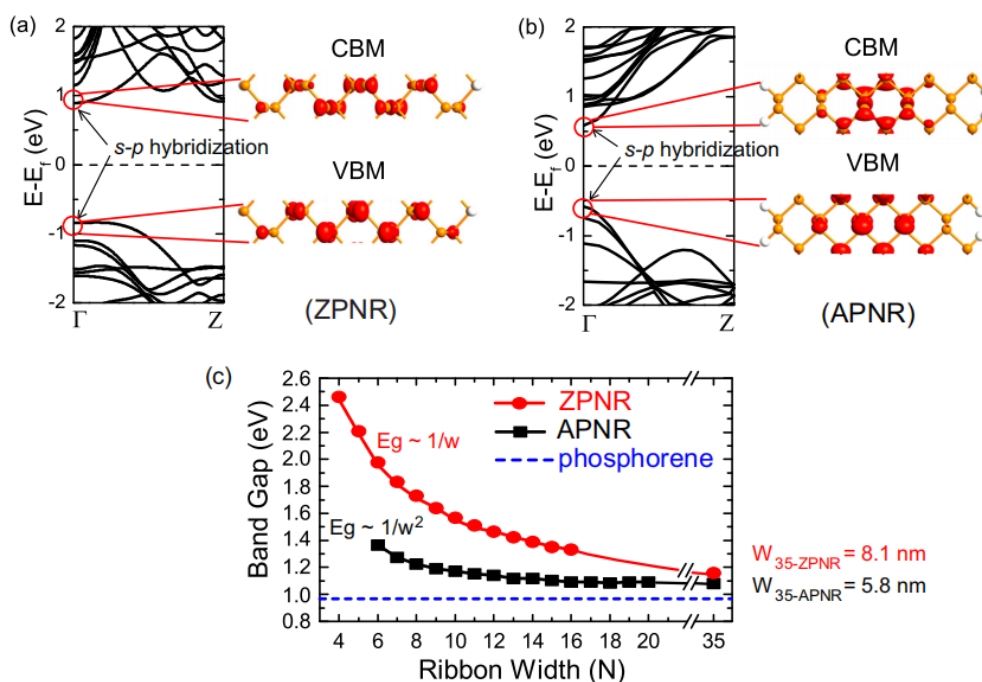 (a)
2
1
0
-1
-2
E-E_f (eV)
Γ
Z
s-p hybridization
CBM
VBM
(ZPNR)
(b)
2
1
0
-1
-2
E-E_f (eV)
Γ
Z
s-p hybridization
CBM
VBM
(APNR)
(c)
2.6
2.4
2.2
2.0
1.8
1.6
1.4
1.2
1.0
0.8
Band Gap (eV)
Eg ~ 1/w
Eg ~ 1/w²
ZPNR
APNR
phosphorene
4 6 8 10 12 14 16 18 20 35
Ribbon Width (N)
W_35-ZPNR = 8.1 nm
W_35-APNR = 5.8 nm